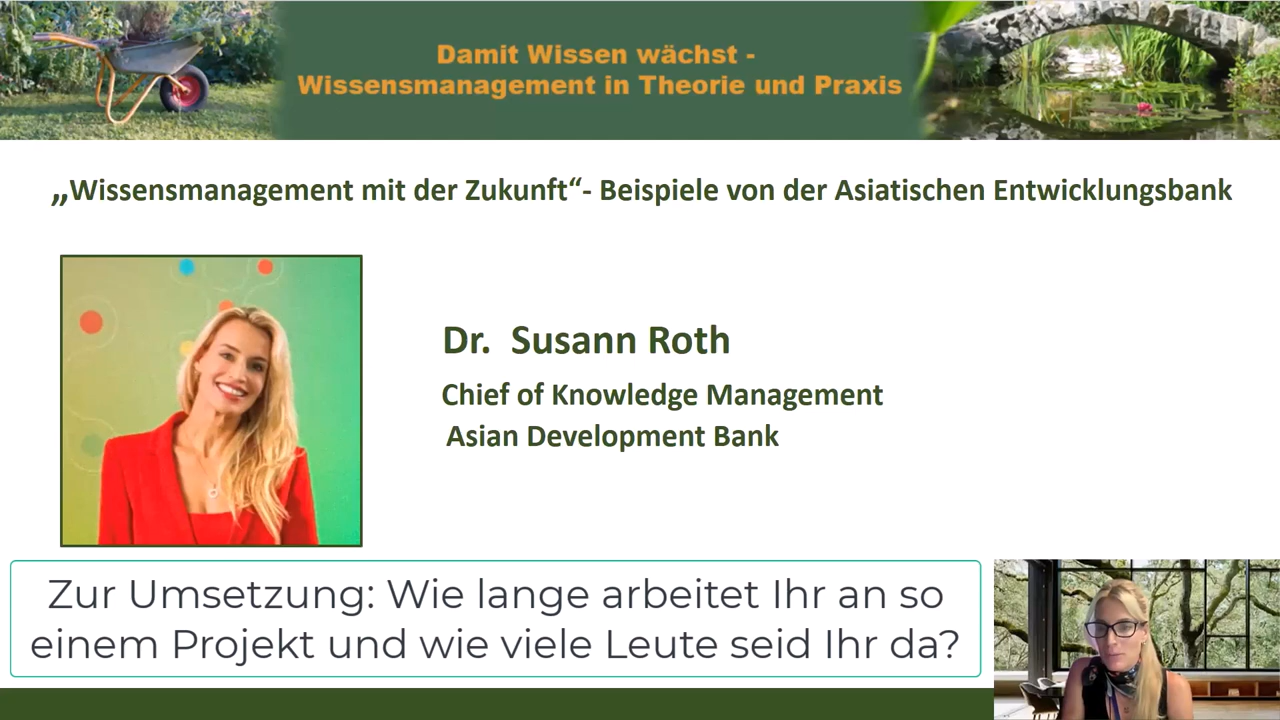 Damit Wissen wächst -
Wissensmanagement in Theorie und Praxis
„Wissensmanagement mit der Zukunft“- Beispiele von der Asiatischen Entwicklungsbank
Dr. Susann Roth
Chief of Knowledge Management
Asian Development Bank
Zur Umsetzung: Wie lange arbeitet Ihr an so
einem Projekt und wie viele Leute seid Ihr da?